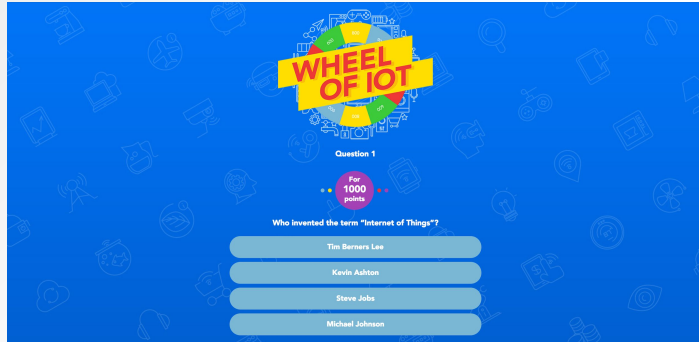 WHEEL
OF IOT
Question 1
For
1000
points
Who invented the term "Internet of Things"?
Tim Berners Lee
Kevin Ashton
Steve Jobs
Michael Johnson